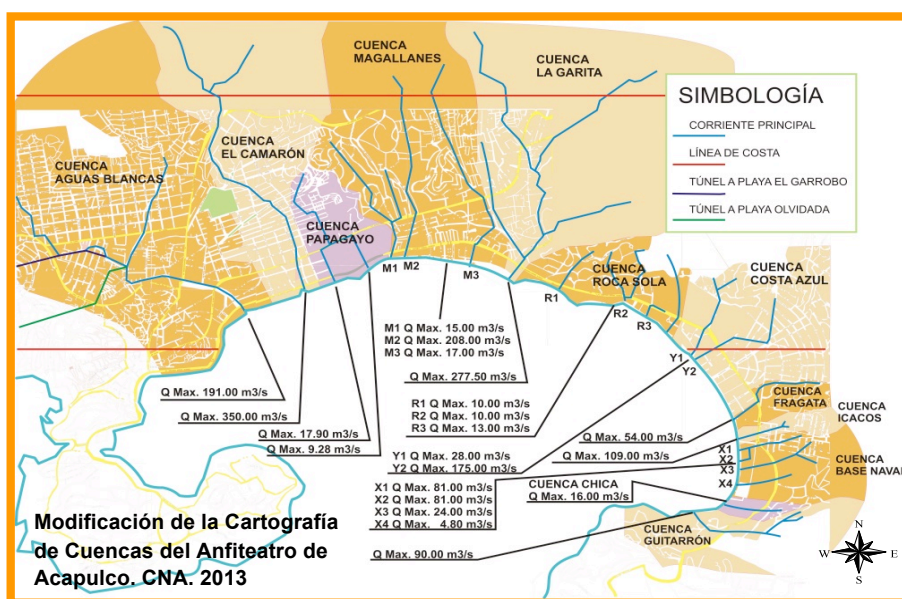 CUENCA
MAGALLANES
CUENCA
LA GARITA
SIMBOLOGÍA
CORRIENTE PRINCIPAL
LÍNEA DE COSTA
TÚNEL A PLAYA EL GARROBO
TÚNEL A PLAYA OLVIDADA
CUENCA
EL CAMARÓN
CUENCA
AGUAS BLANCAS
CUENCA
PAPAGAYO
M1
M2
M3
CUENCA
ROCA SOLA
CUENCA
COSTA AZUL
R1
R2
R3
M1 Q Max. 15.00 m3/s
M2 Q Max. 208.00 m3/s
M3 Q Max. 17.00 m3/s
Y1
Y2
Q Max. 277.50 m3/s
Q Max. 191.00 m3/s
Q Max. 350.00 m3/s
Q Max. 17.90 m3/s
Q Max. 9.28 m3/s
R1 Q Max. 10.00 m3/s
R2 Q Max. 10.00 m3/s
R3 Q Max. 13.00 m3/s
CUENCA
FRAGATA
CUENCA
ICACOS
Q Max. 54.00 m3/s
Q Max. 109.00 m3/s
Y1 Q Max. 28.00 m3/s
Y2 Q Max. 175.00 m3/s
X1
X2
X3
X4
CUENCA
BASE NAVAL
X1 Q Max. 81.00 m3/s
X2 Q Max. 81.00 m3/s
X3 Q Max. 24.00 m3/s
X4 Q Max. 4.80 m3/s
CUENCA CHICA
Q Max. 16.00 m3/s
CUENCA
GUITARRÓN
Q Max. 90.00 m3/s
Modificación de la Cartografía
de Cuencas del Anfiteatro de
Acapulco. CNA. 2013
N
W E
S